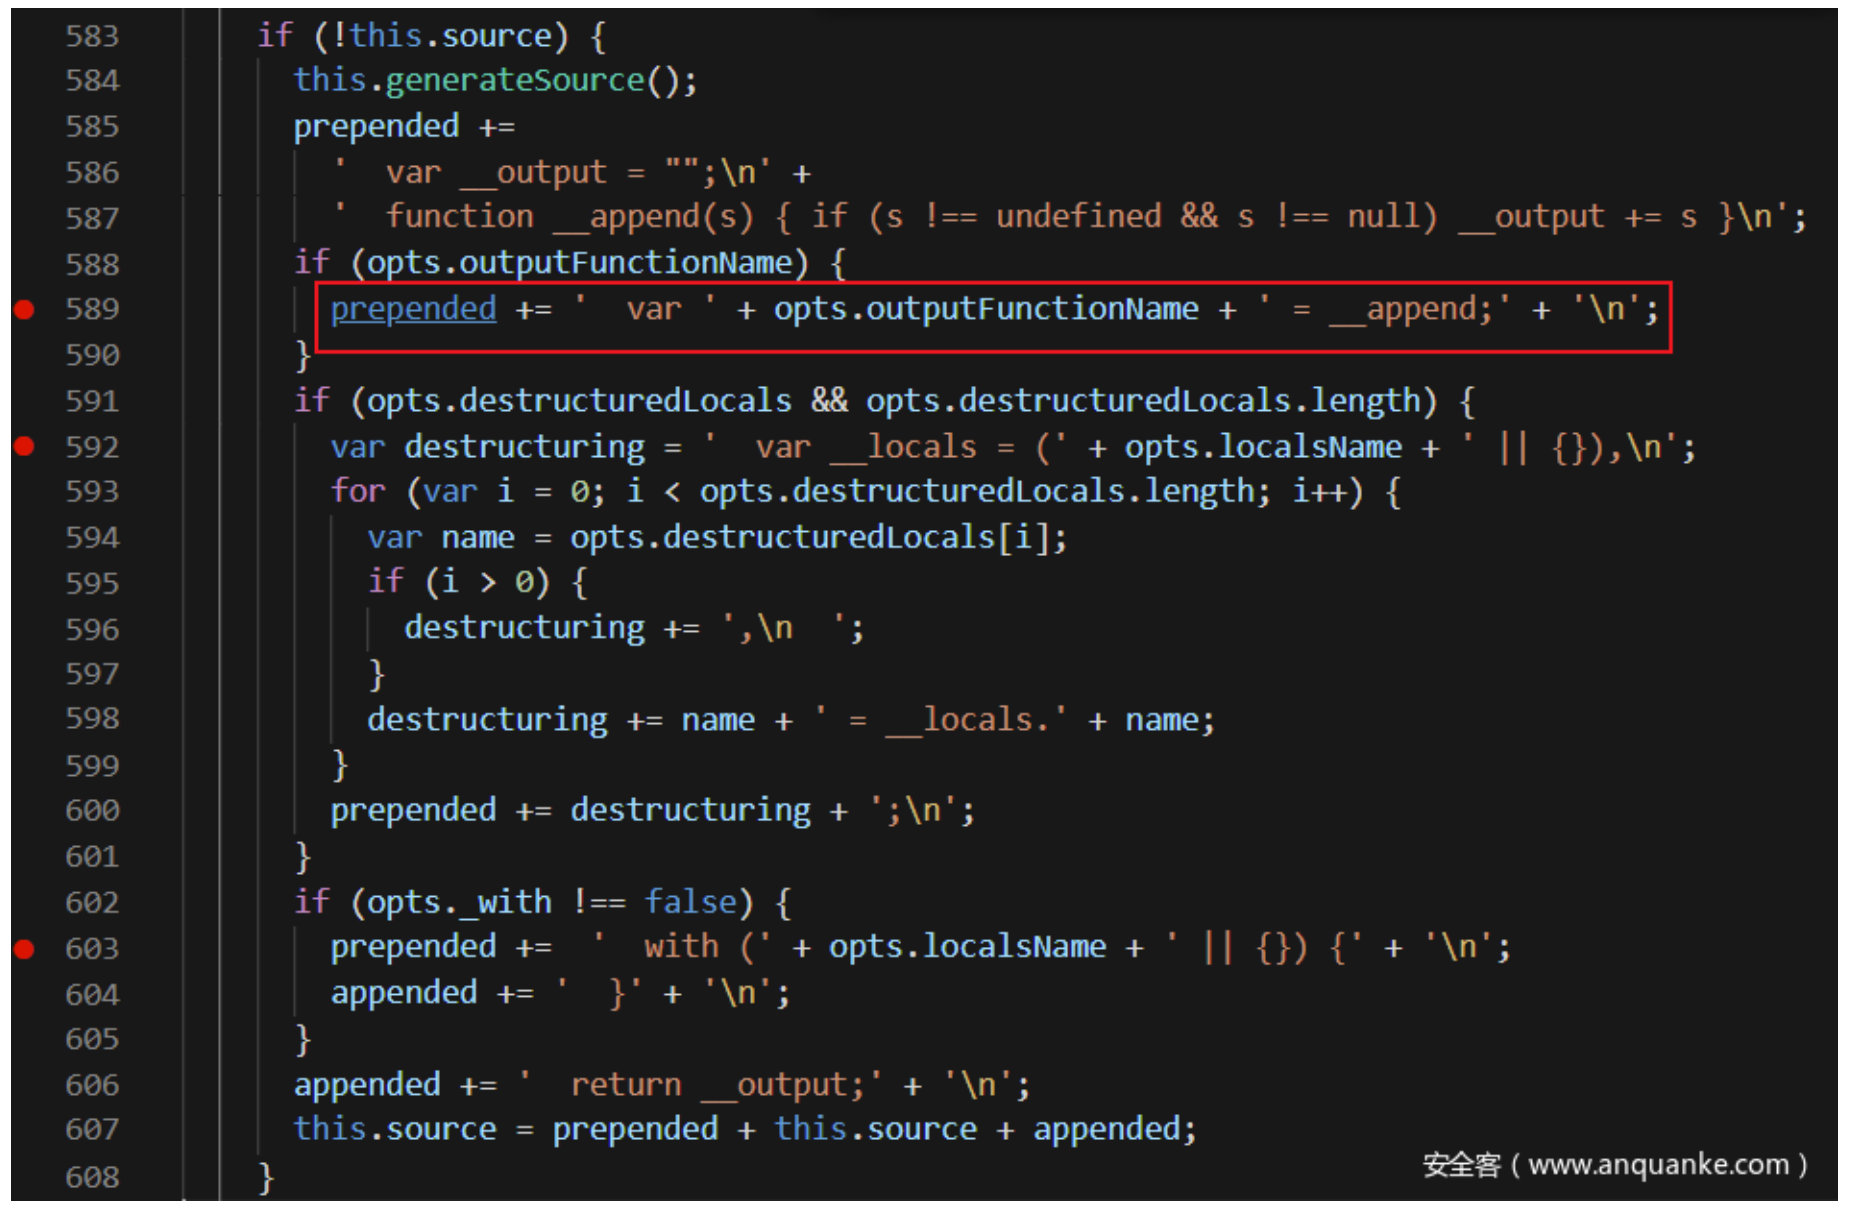 583 if (!this.source) {
584 this.generateSource();
585 prepended +=
586 '  var __output = "";\n' +
587 '  function __append(s) { if (s !== undefined && s !== null) __output += s }\n';
588 if (opts.outputFunctionName) {
589 prepended += '  var ' + opts.outputFunctionName + ' = __append;' + '\n';
590 }
591 if (opts.destructuredLocals && opts.destructuredLocals.length) {
592 var destructuring = '  var __locals = (' + opts.localsName + ' || {}),\n';
593 for (var i = 0; i < opts.destructuredLocals.length; i++) {
594 var name = opts.destructuredLocals[i];
595 if (i > 0) {
596 destructuring += ',\n  ';
597 }
598 destructuring += name + ' = __locals.' + name;
599 }
600 prepended += destructuring + ';\n';
601 }
602 if (opts._with !== false) {
603 prepended +=  '  with (' + opts.localsName + ' || {}) {' + '\n';
604 appended += '  }' + '\n';
605 }
606 appended += '  return __output;' + '\n';
607 this.source = prepended + this.source + appended;
608 }
安全客（www.anquanke.com）